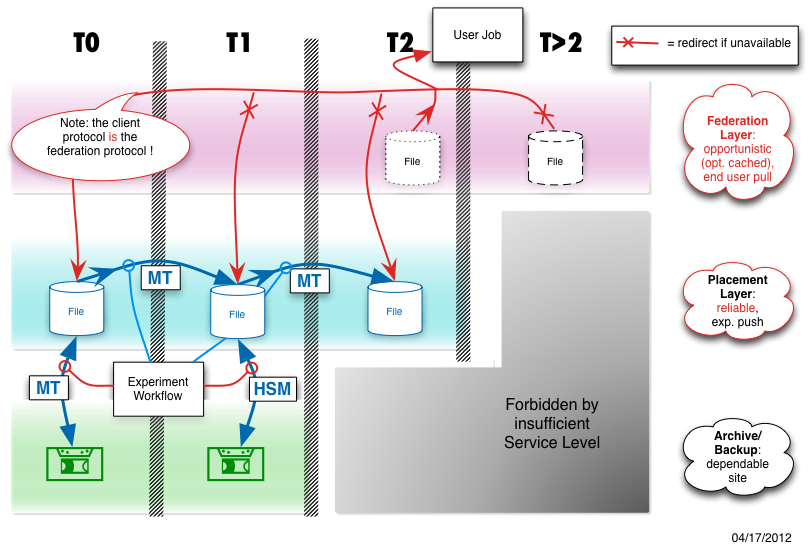 T0
T1
T2
User Job
T>2
= redirect if unavailable
Note: the client
protocol is the
federation protocol !
File
File
Federation
Layer:
opportunistic
(opt. cached),
end user pull
MT
MT
File
File
File
Placement
Layer:
reliable,
exp. push
MT
Experiment
Workflow
HSM
Forbidden by
insufficient
Service Level
Archive/
Backup:
dependable
site
04/17/2012